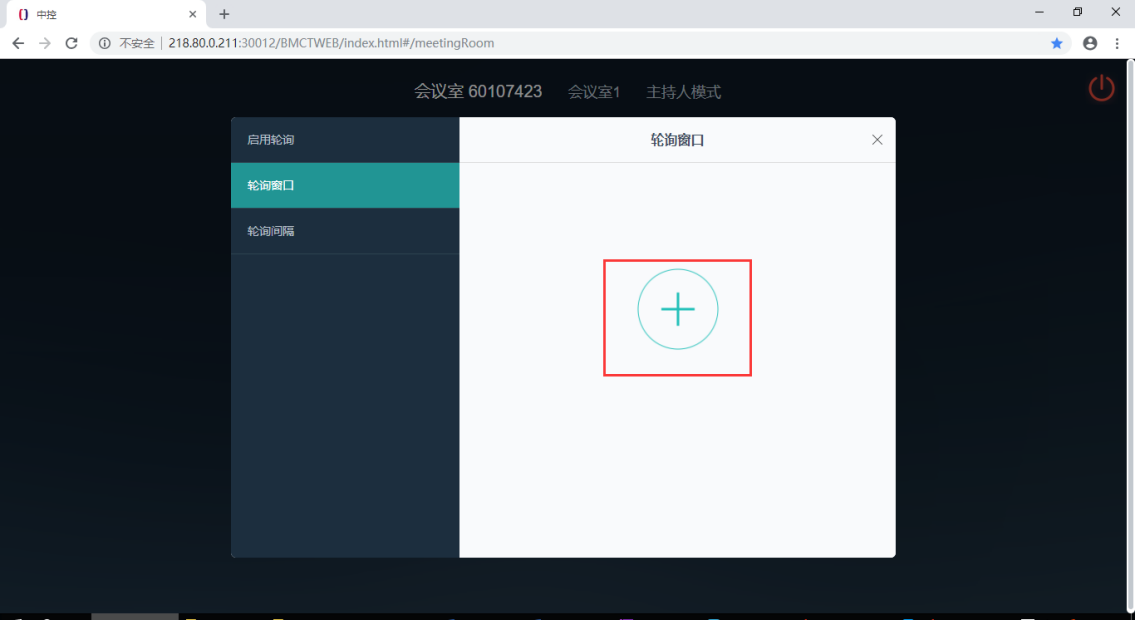 中控
不安全 218.80.0.211:30012/BMCTWEB/index.html#/meetingRoom
会议室 60107423 会议室1 主持人模式
启用轮询
轮询窗口
轮询窗口
轮询间隔